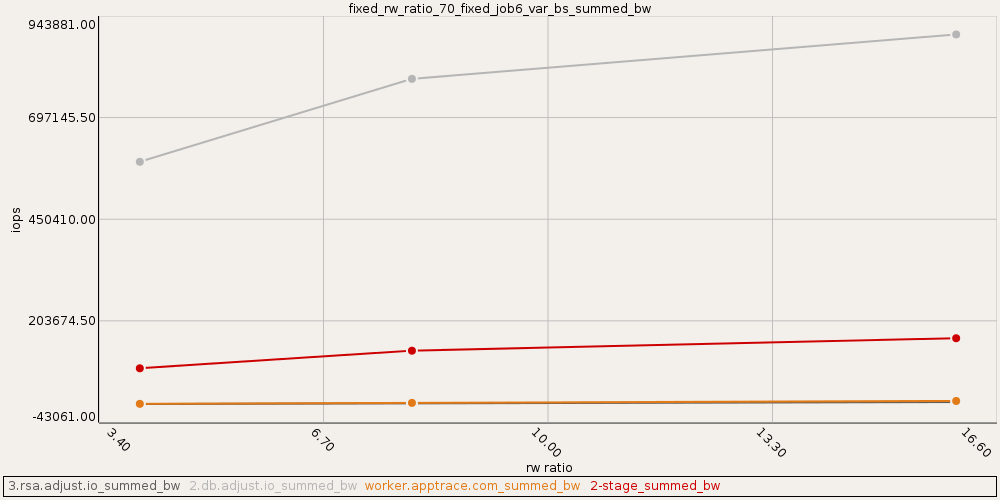 fixed_rw_ratio_70_fixed_job6_var_bs_summed_bw
943881.00
697145.50
450410.00
203674.50
-43061.00
iops
3.40 6.70 10.00 13.30 16.60
rw ratio
3.rsa.adjust.io_summed_bw 2.db.adjust.io_summed_bw worker.apptrace.com_summed_bw 2-stage_summed_bw